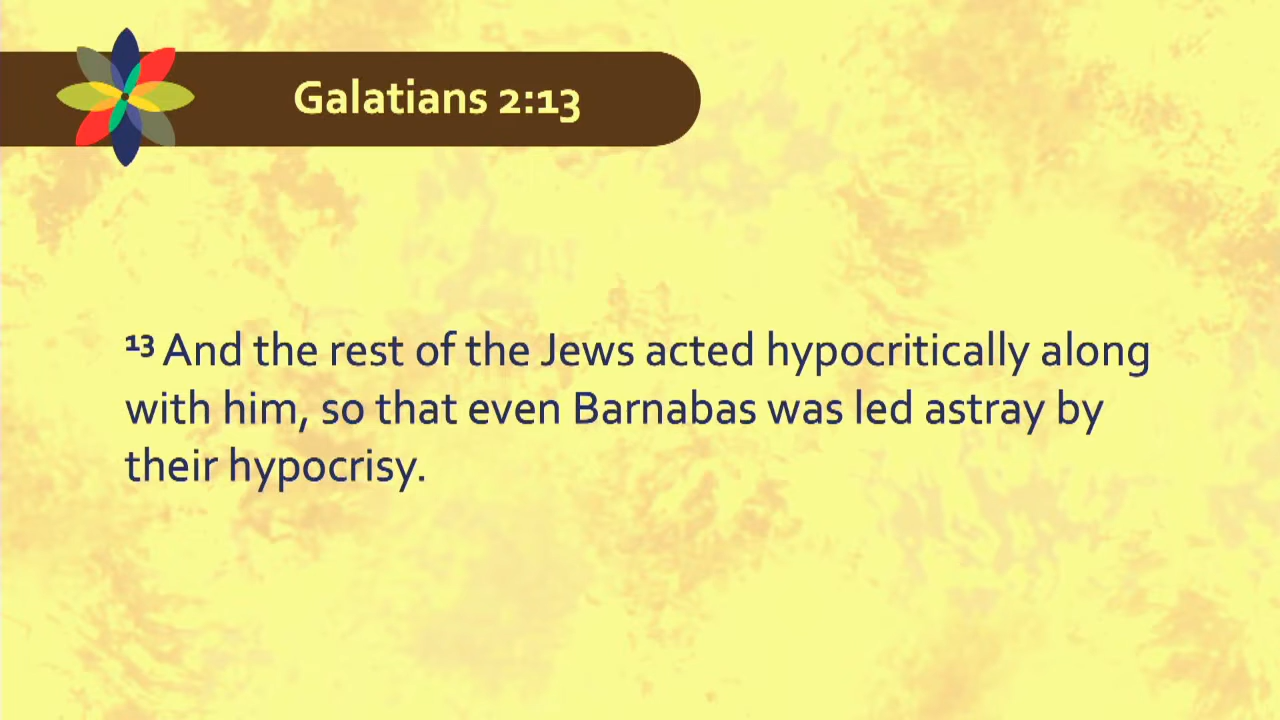 Galatians 2:13
13 And the rest of the Jews acted hypocritically along
with him, so that even Barnabas was led astray by
their hypocrisy.